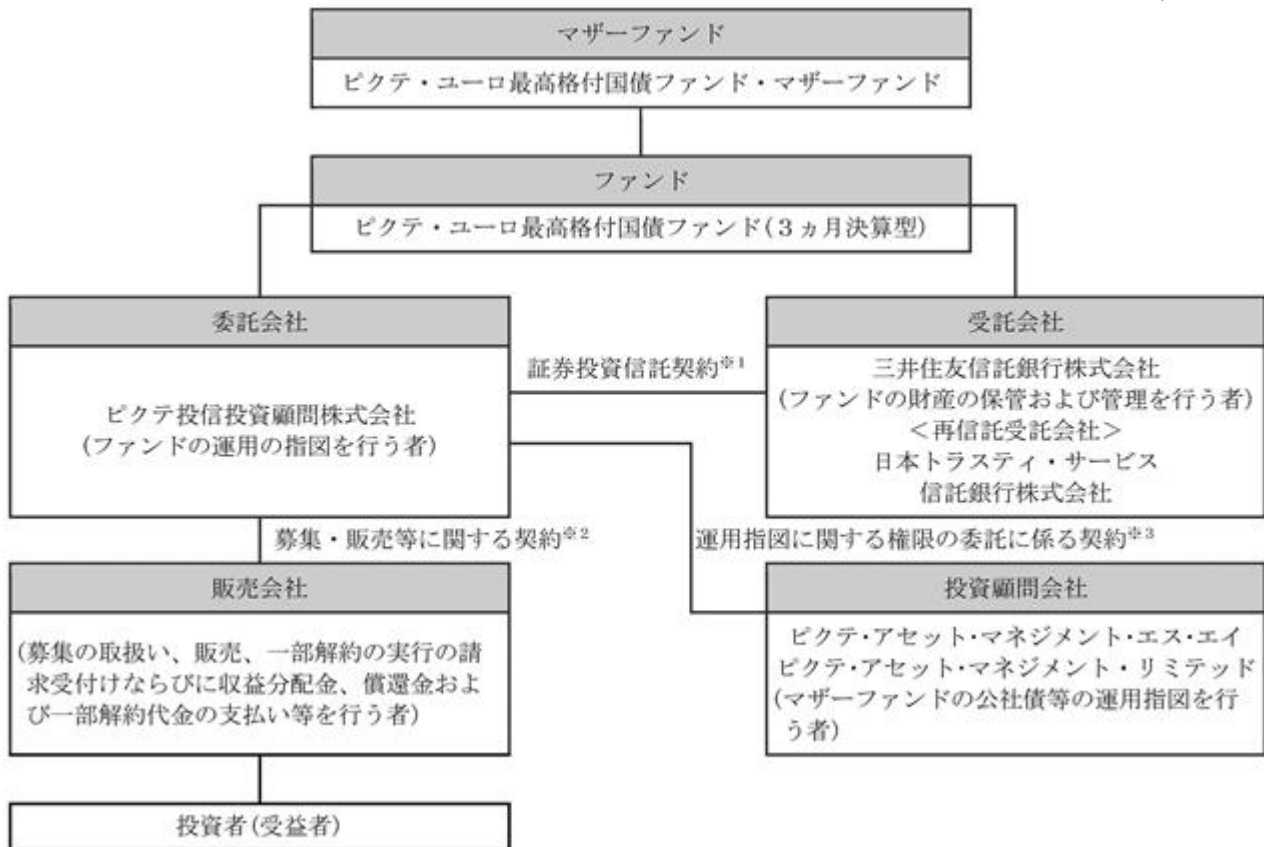 マザーファンド
ピクテ・ユーロ最高格付国債ファンド・マザーファンド
ファンド
ピクテ・ユーロ最高格付国債ファンド(３ヵ月決算型)
委託会社
ピクテ投信投資顧問株式会社
(ファンドの運用の指図を行う者)
証券投資信託契約※1
受託会社
三井住友信託銀行株式会社
(ファンドの財産の保管および管理を行う者)
＜再信託受託会社＞
日本トラスティ・サービス
信託銀行株式会社
募集・販売等に関する契約※2
運用指図に関する権限の委託に係る契約※3
販売会社
(募集の取扱い、販売、一部解約の実行の請
求受付けならびに収益分配金、償還金およ
び一部解約代金の支払い等を行う者)
投資顧問会社
ピクテ・アセット・マネジメント・エス・エイ
ピクテ・アセット・マネジメント・リミテッド
(マザーファンドの公社債等の運用指図を行
う者)
投資者(受益者)